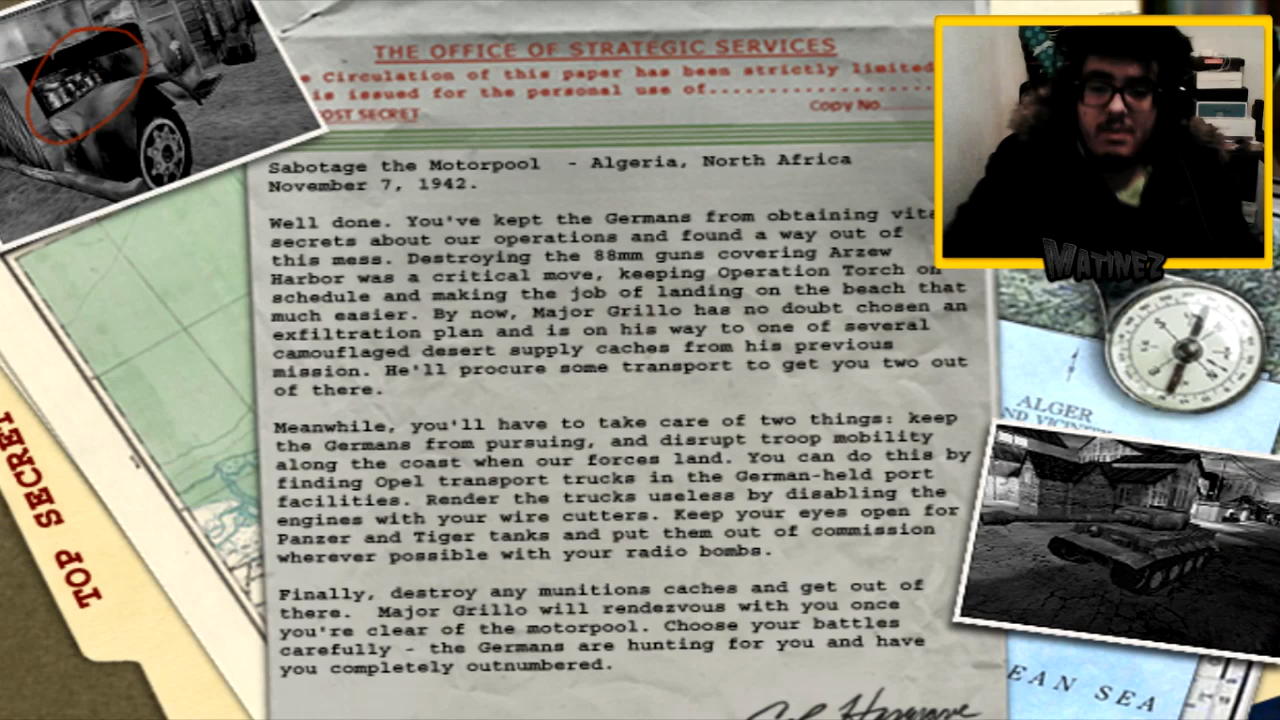 THE OFFICE OF STRATEGIC SERVICES
e Circulation of this paper has been strictly limited
is issued for the personal use of...................
OST SECRET
Copy No.
Sabotage the Motorpool - Algeria, North Africa
November 7, 1942.
Well done. You've kept the Germans from obtaining vita
secrets about our operations and found a way out of
this mess. Destroying the 88mm guns covering Arzew
Harbor was a critical move, keeping Operation Torch on
schedule and making the job of landing on the beach that
much easier. By now, Major Grillo has no doubt chosen an
exfiltration plan and is on his way to one of several
camouflaged desert supply caches from his previous
mission. He'll procure some transport to get you two out
of there.
Meanwhile, you'll have to take care of two things: keep
the Germans from pursuing, and disrupt troop mobility
along the coast when our forces land. You can do this by
finding Opel transport trucks in the German-held port
facilities. Render the trucks useless by disabling the
engines with your wire cutters. Keep your eyes open for
Panzer and Tiger tanks and put them out of commission
wherever possible with your radio bombs.
Finally, destroy any munitions caches and get out of
there. Major Grillo will rendezvous with you once
you're clear of the motorpool. Choose your battles
carefully - the Germans are hunting for you and have
you completely outnumbered.
Col. Hargrove
TOP SECRET
MATINEZ
ALGER
ND VICINITY
EAN SEA